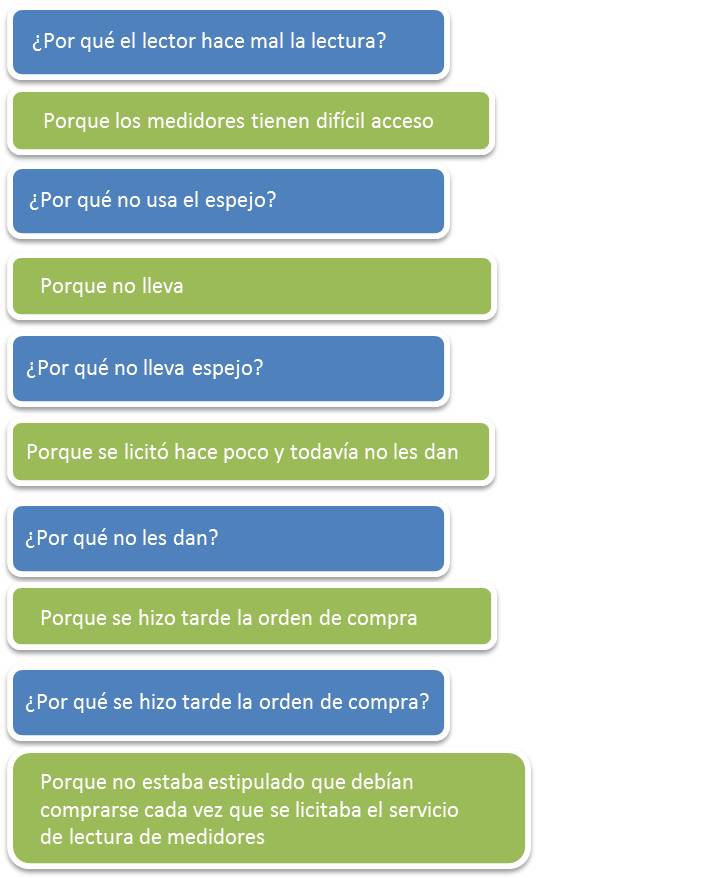 ¿Por qué el lector hace mal la lectura?
Porque los medidores tienen difícil acceso
¿Por qué no usa el espejo?
Porque no lleva
¿Por qué no lleva espejo?
Porque se licitó hace poco y todavía no les dan
¿Por qué no les dan?
Porque se hizo tarde la orden de compra
¿Por qué se hizo tarde la orden de compra?
Porque no estaba estipulado que debían
comprarse cada vez que se licitaba el servicio
de lectura de medidores